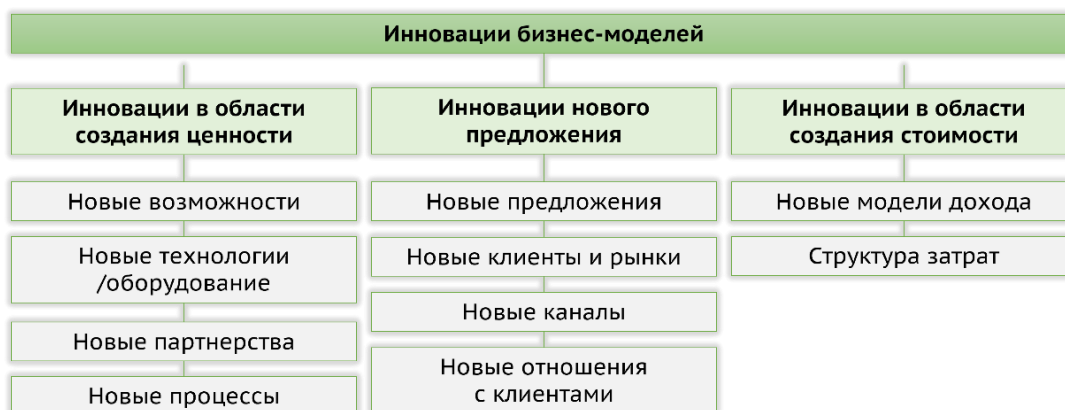 Инновации бизнес-моделей
Инновации в области
создания ценности
Новые возможности
Новые технологии
/оборудование
Новые партнерства
Новые процессы
Инновации нового
предложения
Новые предложения
Новые клиенты и рынки
Новые каналы
Новые отношения
с клиентами
Инновации в области
создания стоимости
Новые модели дохода
Структура затрат